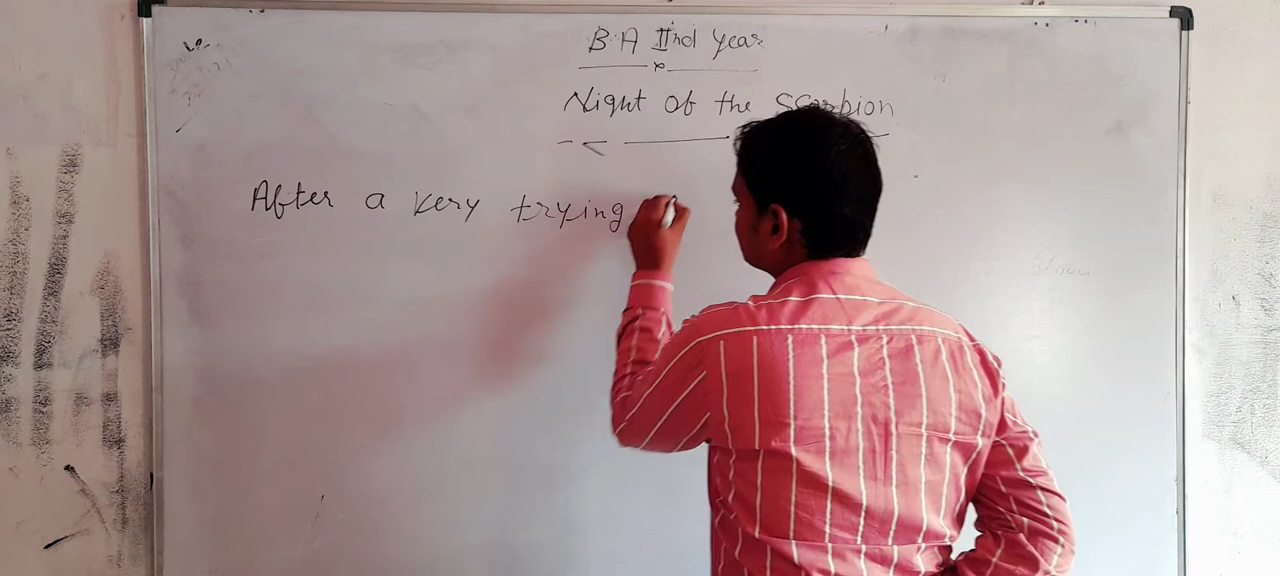 B.A IInd year
Night of the Scorpion
After a very trying